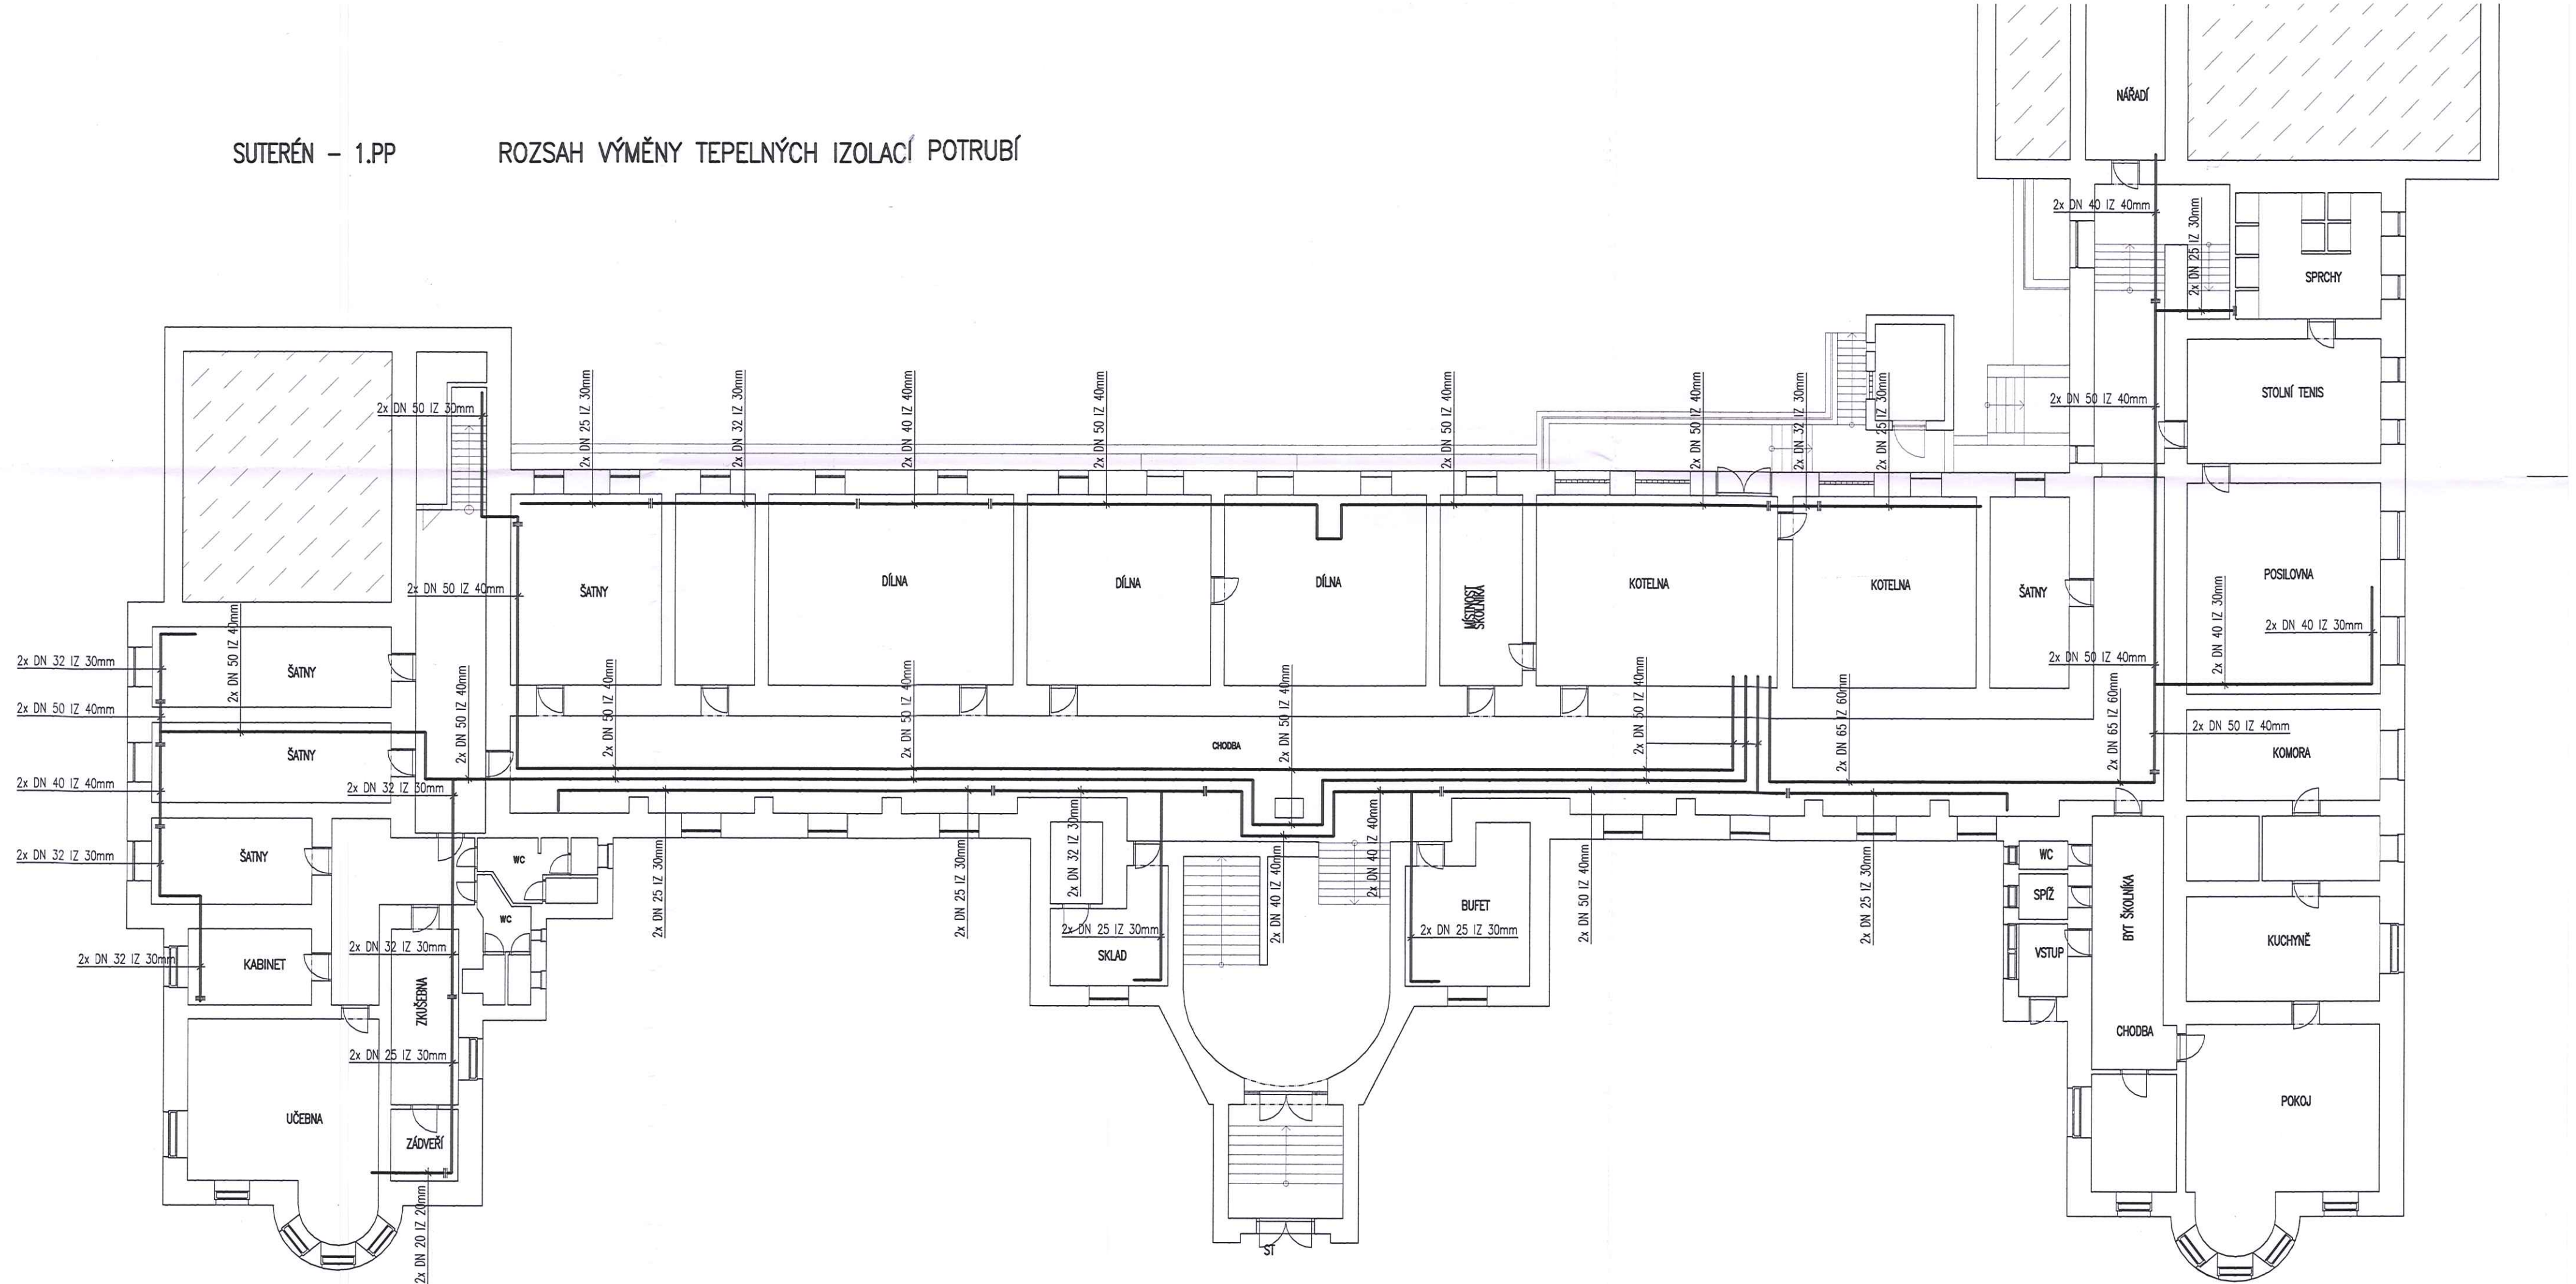 SUTERÉN – 1.PP
ROZSAH VÝMĚNY TEPELNÝCH IZOLACÍ POTRUBÍ
NÁŘADÍ
2x DN 40 IZ 40mm
2x DN 25 IZ 30mm
SPRCHY
STOLNÍ TENIS
2x DN 50 IZ 40mm
2x DN 50 IZ 30mm
2x DN 25 IZ 30mm
2x DN 32 IZ 30mm
2x DN 40 IZ 40mm
2x DN 50 IZ 40mm
2x DN 50 IZ 40mm
2x DN 50 IZ 40mm
2x DN 32 IZ 30mm
2x DN 25 IZ 30mm
2x DN 50 IZ 40mm
ŠATNY
DÍLNA
DÍLNA
DÍLNA
MÍSTNOST
ŠKOLNÍKA
KOTELNA
KOTELNA
ŠATNY
POSILOVNA
2x DN 40 IZ 30mm
2x DN 40 IZ 30mm
2x DN 50 IZ 40mm
2x DN 32 IZ 30mm
2x DN 50 IZ 40mm
ŠATNY
2x DN 50 IZ 40mm
2x DN 50 IZ 40mm
2x DN 50 IZ 40mm
2x DN 50 IZ 40mm
2x DN 50 IZ 40mm
2x DN 50 IZ 40mm
2x DN 65 IZ 60mm
2x DN 65 IZ 60mm
2x DN 50 IZ 40mm
CHODBA
ŠATNY
KOMORA
2x DN 40 IZ 40mm
2x DN 32 IZ 30mm
2x DN 32 IZ 30mm
ŠATNY
WC
WC
2x DN 25 IZ 30mm
2x DN 25 IZ 30mm
2x DN 32 IZ 30mm
2x DN 40 IZ 40mm
2x DN 40 IZ 40mm
2x DN 50 IZ 40mm
2x DN 25 IZ 30mm
WC
SPÍŽ
VSTUP
BYT ŠKOLNÍKA
KUCHYNĚ
BUFET
2x DN 25 IZ 30mm
2x DN 25 IZ 30mm
SKLAD
2x DN 32 IZ 30mm
2x DN 32 IZ 30mm
KABINET
ZKUŠEBNA
2x DN 25 IZ 30mm
CHODBA
UČEBNA
ZÁDVEŘÍ
POKOJ
2x DN 20 IZ 20mm
ST